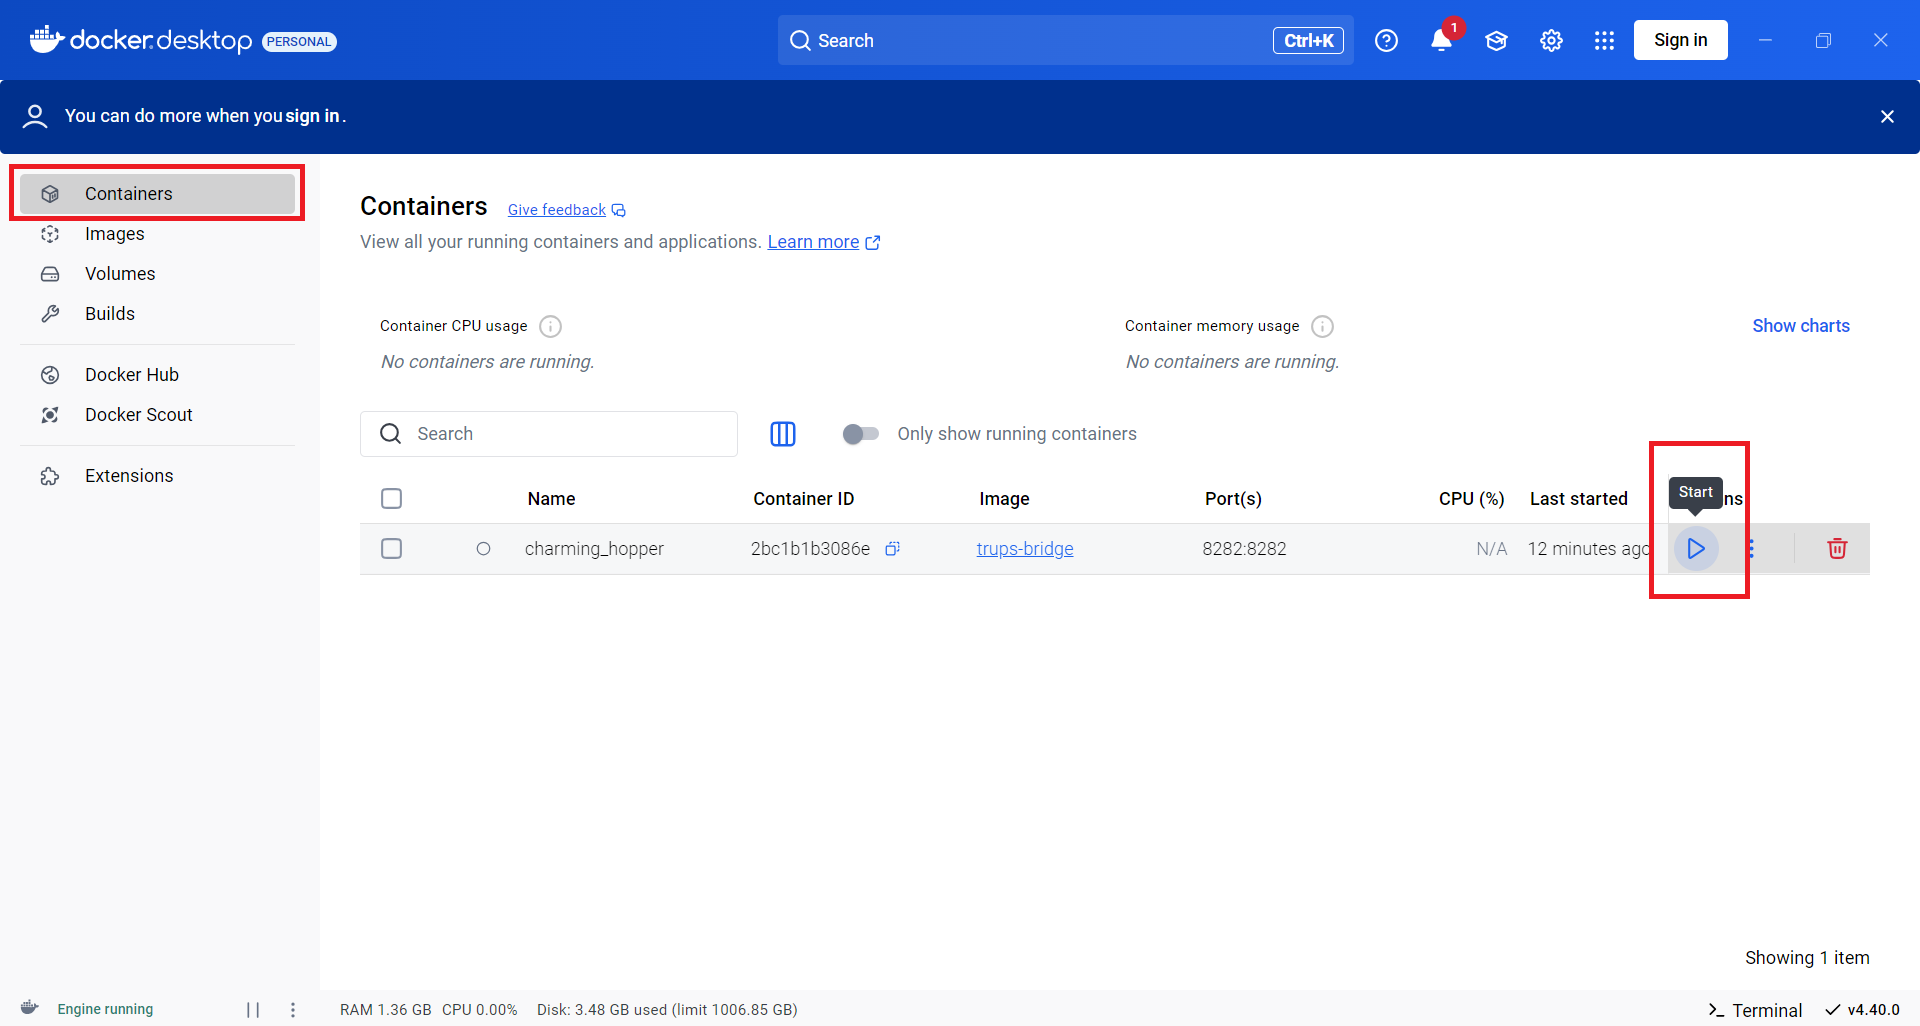 docker.desktop PERSONAL
Search Ctrl+K 1 Sign in
You can do more when you sign in.
Containers
Images
Volumes
Builds
Docker Hub
Docker Scout
Extensions
Containers Give feedback
View all your running containers and applications. Learn more
Container CPU usage
No containers are running.
Container memory usage
No containers are running.
Show charts
Search
Only show running containers
Start
Name Container ID Image Port(s) CPU (%) Last started ns
charming_hopper 2bc1b1b3086e trups-bridge 8282:8282 N/A 12 minutes ago
Showing 1 item
Engine running RAM 1.36 GB CPU 0.00% Disk: 3.48 GB used (limit 1006.85 GB) Terminal v4.40.0